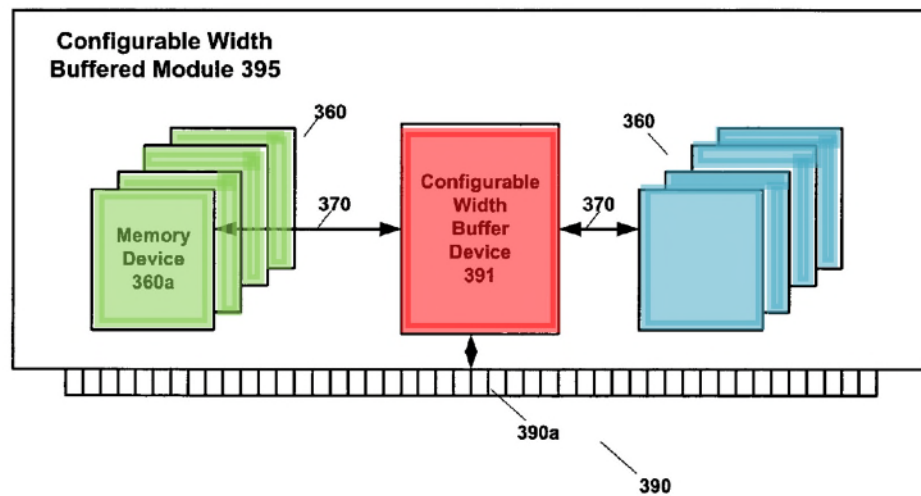 Configurable Width
Buffered Module 395
360
360
370
370
Memory
Device
360a
Configurable
Width
Buffer
Device
391
390a
390